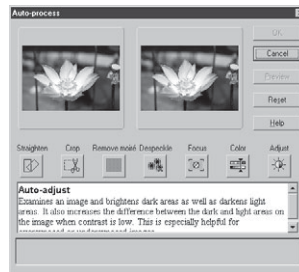 Auto-process
OK
Cancel
Preview
Reset
Help
Straighten Crop Remove moiré Despeckle Focus Color Adjust
Auto-adjust
Examines an image and brightens dark areas as well as darkens light
areas. It also increases the difference between the dark and light areas on
the image when contrast is low. This is especially helpful for